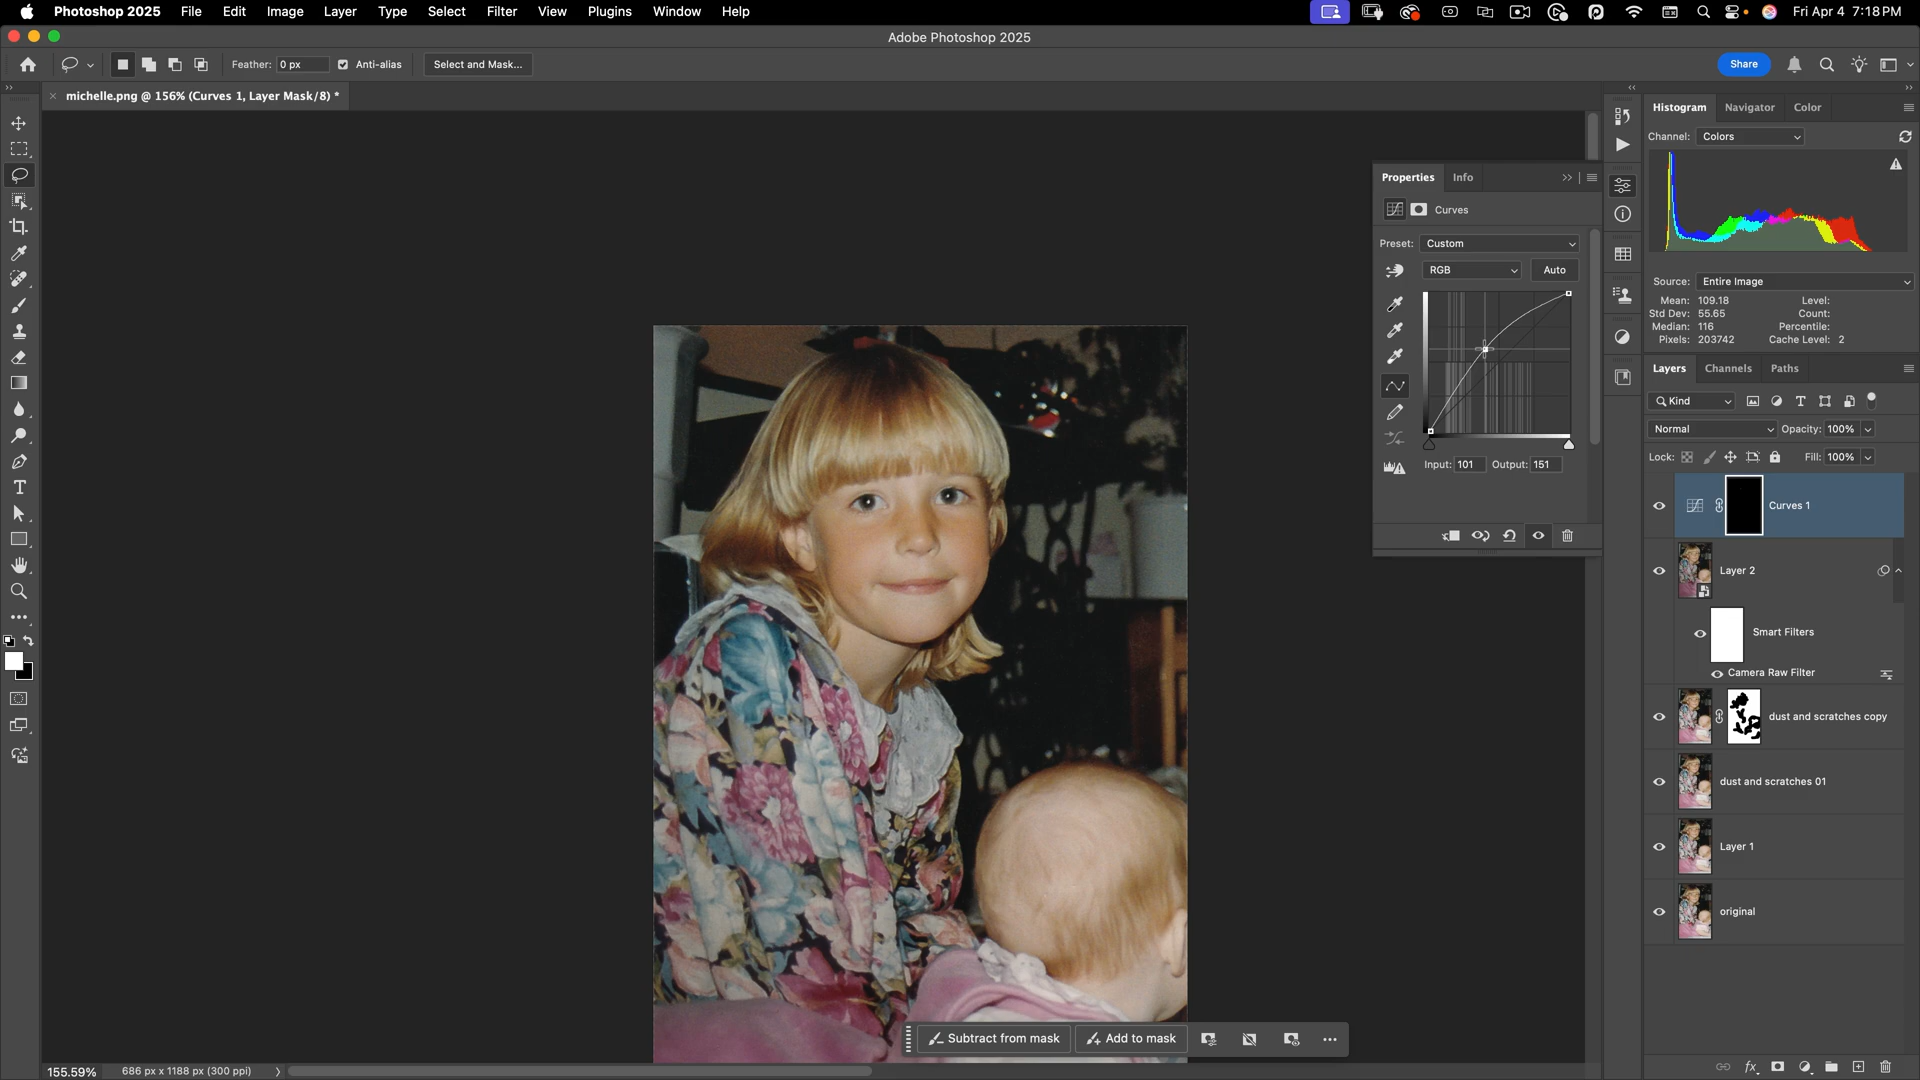 Photoshop 2025 File Edit Image Layer Type Select Filter View Plugins Window Help Fri Apr 4 7:18 PM
Adobe Photoshop 2025
Feather: 0 px Anti-alias Select and Mask... Share
michelle.png @ 156% (Curves 1, Layer Mask/8) *
Histogram Navigator Color
Channel: Colors
Source: Entire Image
Mean: 109.18 Level:
Std Dev: 55.65 Count:
Median: 116 Percentile:
Pixels: 203742 Cache Level: 2
Properties Info
Curves
Preset: Custom
RGB Auto
Input: 101 Output: 151
Layers Channels Paths
Kind
Normal Opacity: 100%
Lock: Fill: 100%
Curves 1
Layer 2
Smart Filters
Camera Raw Filter
dust and scratches copy
dust and scratches 01
Layer 1
original
Subtract from mask Add to mask
155.59% 686 px x 1188 px (300 ppi)